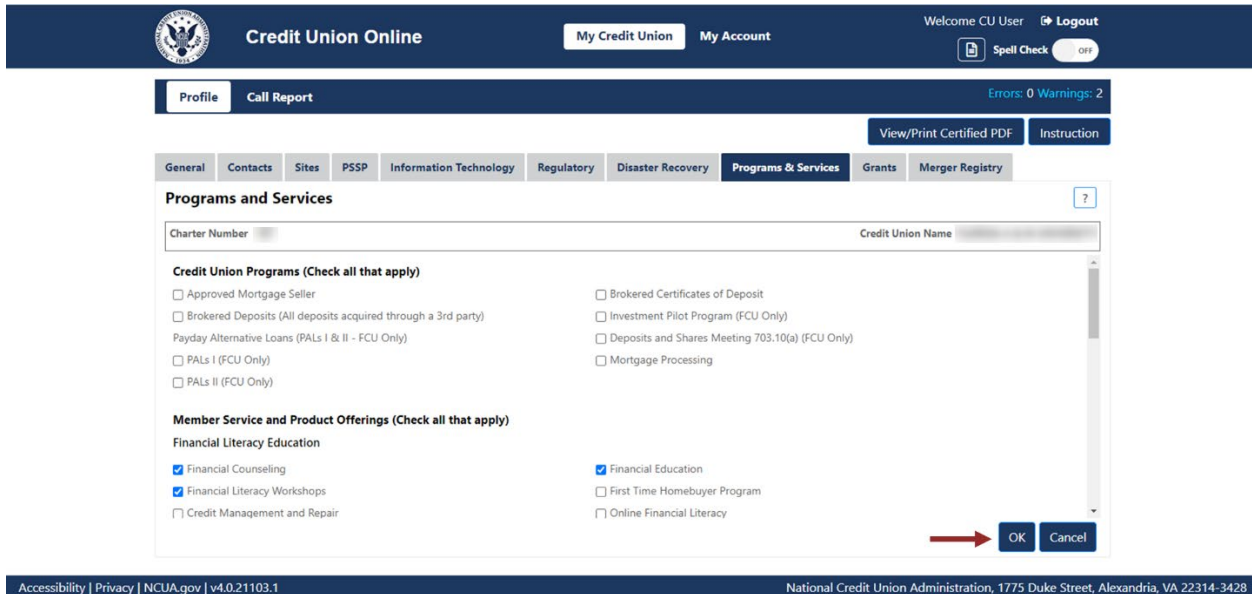 Credit Union Online
My Credit Union
My Account
Welcome CU User
Logout
Spell Check
OFF
Profile
Call Report
Errors: 0 Warnings: 2
View/Print Certified PDF
Instruction
General
Contacts
Sites
PSSP
Information Technology
Regulatory
Disaster Recovery
Programs & Services
Grants
Merger Registry
Programs and Services
?
Charter Number
Credit Union Name
Credit Union Programs (Check all that apply)
Approved Mortgage Seller
Brokered Certificates of Deposit
Brokered Deposits (All deposits acquired through a 3rd party)
Investment Pilot Program (FCU Only)
Payday Alternative Loans (PALs I & II - FCU Only)
Deposits and Shares Meeting 703.10(a) (FCU Only)
PALs I (FCU Only)
Mortgage Processing
PALs II (FCU Only)
Member Service and Product Offerings (Check all that apply)
Financial Literacy Education
Financial Counseling
Financial Education
Financial Literacy Workshops
First Time Homebuyer Program
Credit Management and Repair
Online Financial Literacy
OK
Cancel
Accessibility | Privacy | NCUA.gov | v4.0.21103.1
National Credit Union Administration, 1775 Duke Street, Alexandria, VA 22314-3428